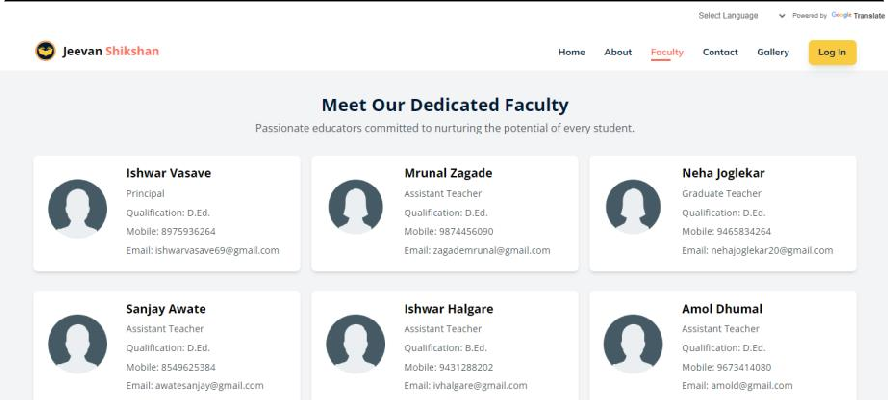 Select Language Powered by Google Translate
Jeevan Shikshan Home About Faculty Contact Gallery Log In
Meet Our Dedicated Faculty
Passionate educators committed to nurturing the potential of every student.
Ishwar Vasave
Principal
Qualification: D.Ed.
Mobile: 8975936264
Email: ishwarvasave69@gmail.com
Mrunal Zagade
Assistant Teacher
Qualification: D.Ed.
Mobile: 9874456090
Email: zagademrunal@gmail.com
Neha Joglekar
Graduate Teacher
Qualification: D.Ec.
Mobile: 9465834264
Email: nehajoglekar20@gmail.com
Sanjay Awate
Assistant Teacher
Qualification: D.Ed.
Mobile: 8549625384
Email: awatesanjay@gmail.com
Ishwar Halgare
Assistant Teacher
Qualification: B.Ed.
Mobile: 9431288202
Email: ivhalgare@gmail.com
Amol Dhumal
Assistant Teacher
Qualification: D.Ec.
Mobile: 9673414080
Email: amold@gmail.com